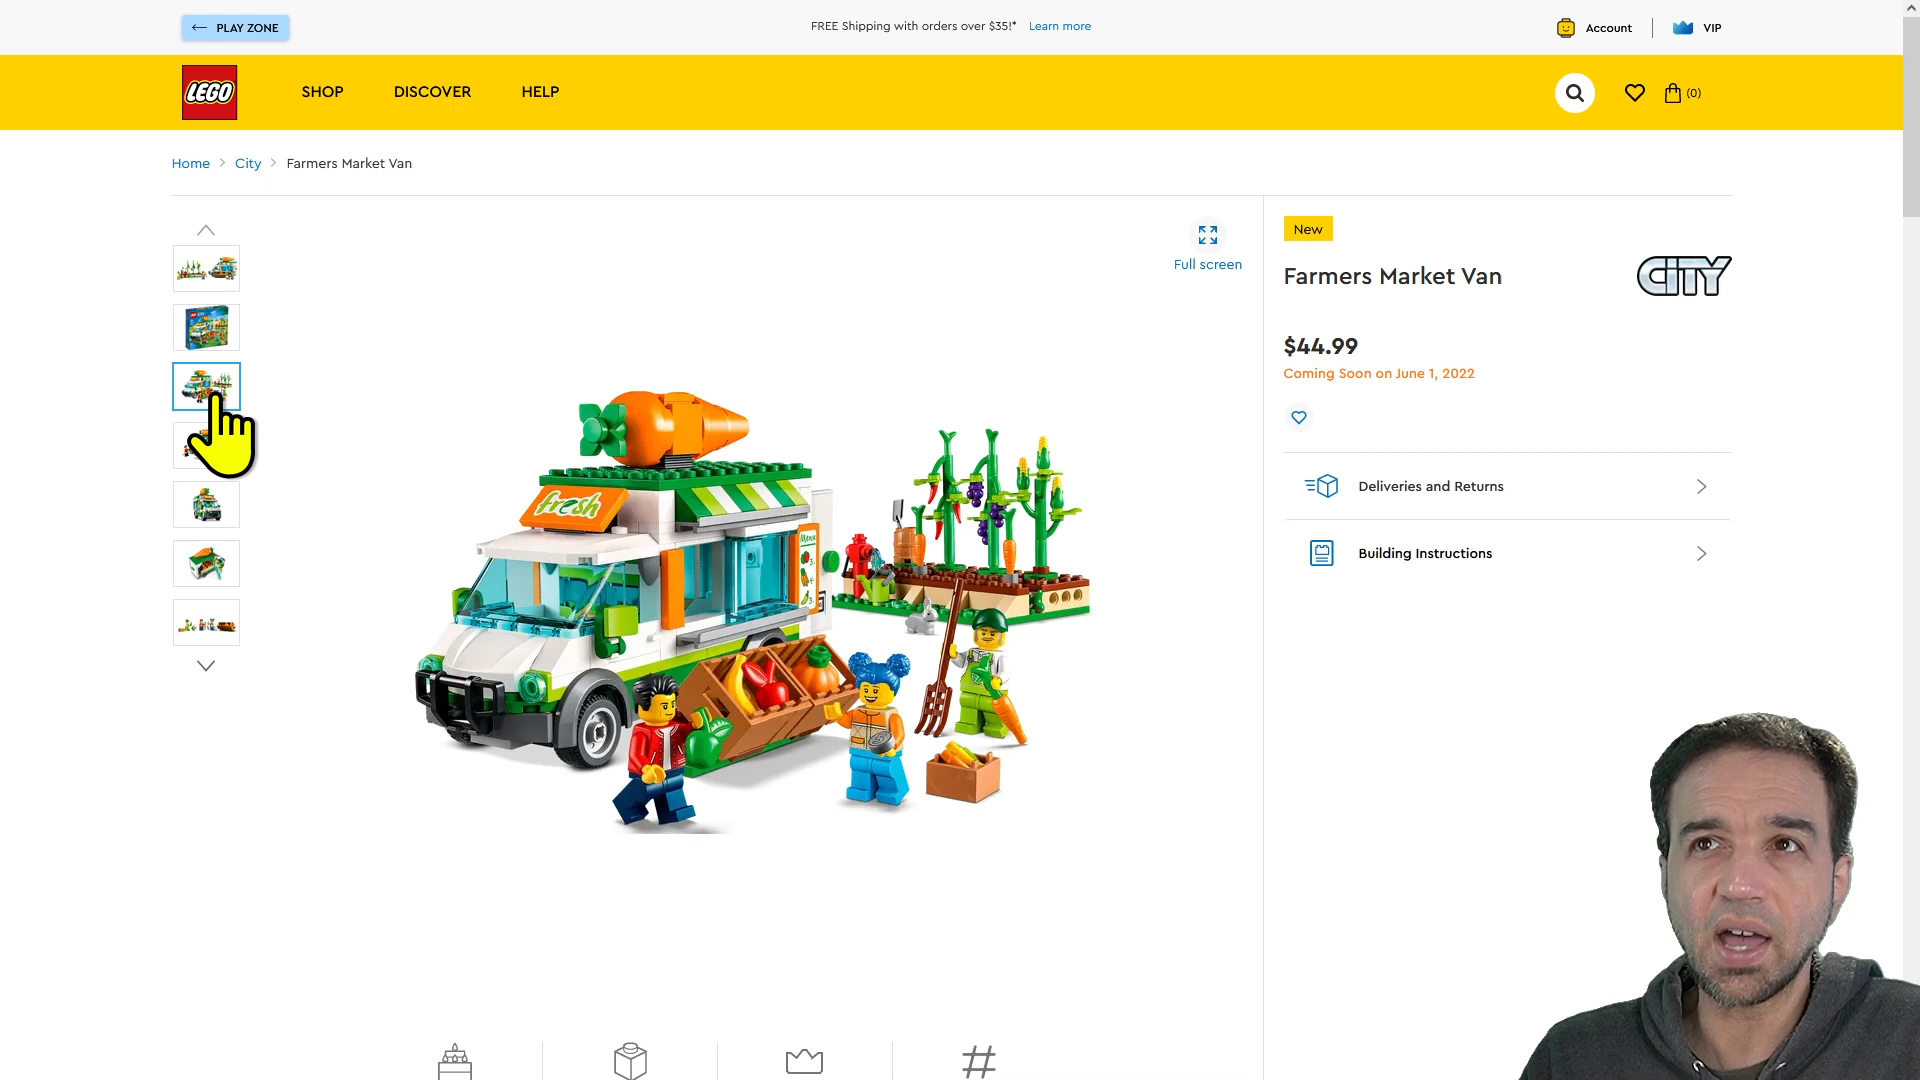 PLAY ZONE
FREE Shipping with orders over $35!* Learn more
Account
VIP
LEGO
SHOP
DISCOVER
HELP
(0)
Home
City
Farmers Market Van
Full screen
New
Farmers Market Van
CITY
$44.99
Coming Soon on June 1, 2022
Deliveries and Returns
Building Instructions
fresh
Menu